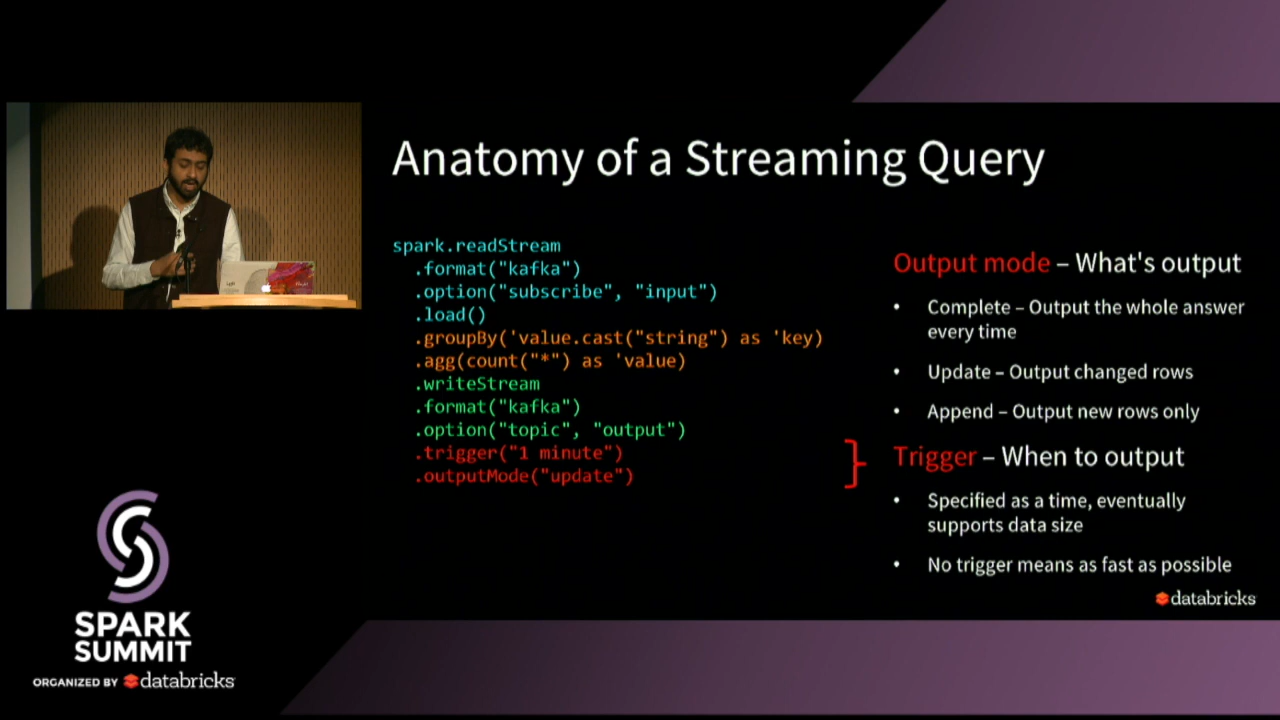 Anatomy of a Streaming Query
spark.readStream
.format("kafka")
.option("subscribe", "input")
.load()
.groupBy('value.cast("string") as 'key)
.agg(count("*") as 'value)
.writeStream
.format("kafka")
.option("topic", "output")
.trigger("1 minute")
.outputMode("update")
Output mode – What's output
• Complete – Output the whole answer
every time
• Update – Output changed rows
• Append – Output new rows only
Trigger – When to output
• Specified as a time, eventually
supports data size
• No trigger means as fast as possible
databricks
SPARK
SUMMIT
ORGANIZED BY databricks